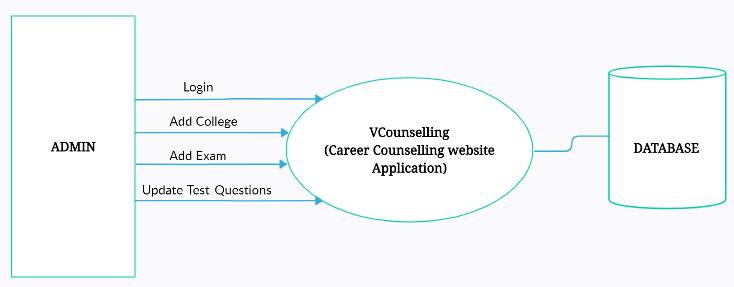 ADMIN
Login
Add College
Add Exam
Update Test Questions
VCounselling
(Career Counselling website
Application)
DATABASE